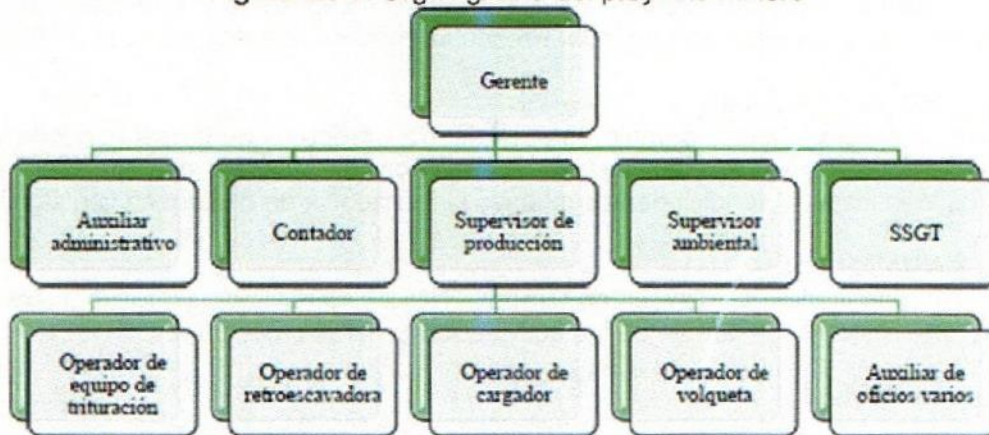 Gerente
Auxiliar
administrativo
Contador
Supervisor de
producción
Supervisor
ambiental
SSGT
Operador de
equipo de
trituración
Operador de
retroescavadora
Operador de
cargador
Operador de
volqueta
Auxiliar de
oficios varios